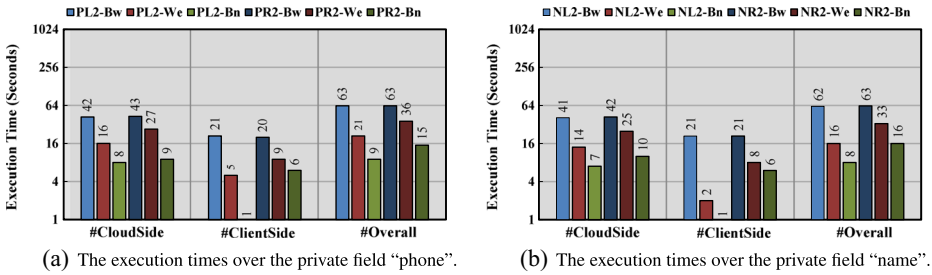 PL2-Bw PL2-We PL2-Bn PR2-Bw PR2-We PR2-Bn
Execution Time (Seconds)
1024
256
64
16
4
1
42 16 8 43 27 9
21 5 1 20 9 6
63 21 9 63 36 15
#CloudSide #ClientSide #Overall
(a) The execution times over the private field “phone”.
NL2-Bw NL2-We NL2-Bn NR2-Bw NR2-We NR2-Bn
Execution Time (Seconds)
1024
256
64
16
4
1
41 14 7 42 25 10
21 2 1 21 8 6
62 16 8 63 33 16
#CloudSide #ClientSide #Overall
(b) The execution times over the private field “name”.